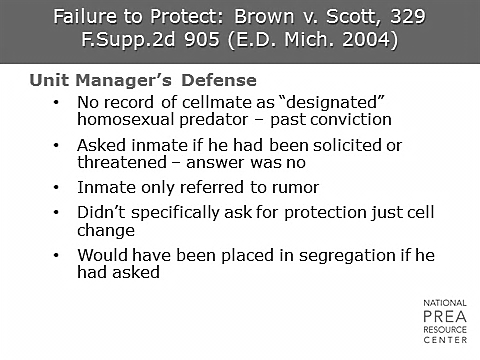 Failure to Protect: Brown v. Scott, 329
F.Supp.2d 905 (E.D. Mich. 2004)
Unit Manager's Defense
• No record of cellmate as "designated"
homosexual predator – past conviction
• Asked inmate if he had been solicited or
threatened – answer was no
• Inmate only referred to rumor
• Didn't specifically ask for protection just cell
change
• Would have been placed in segregation if he
had asked
NATIONAL
PREA
RESOURCE
CENTER